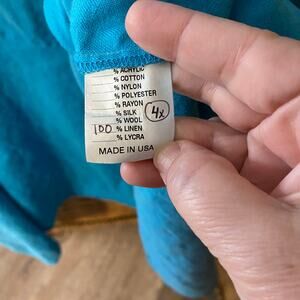 % ACRYLIC
% COTTON
% NYLON
% POLYESTER
% RAYON
% SILK
% WOOL 4x
100 % LINEN
% LYCRA
MADE IN USA